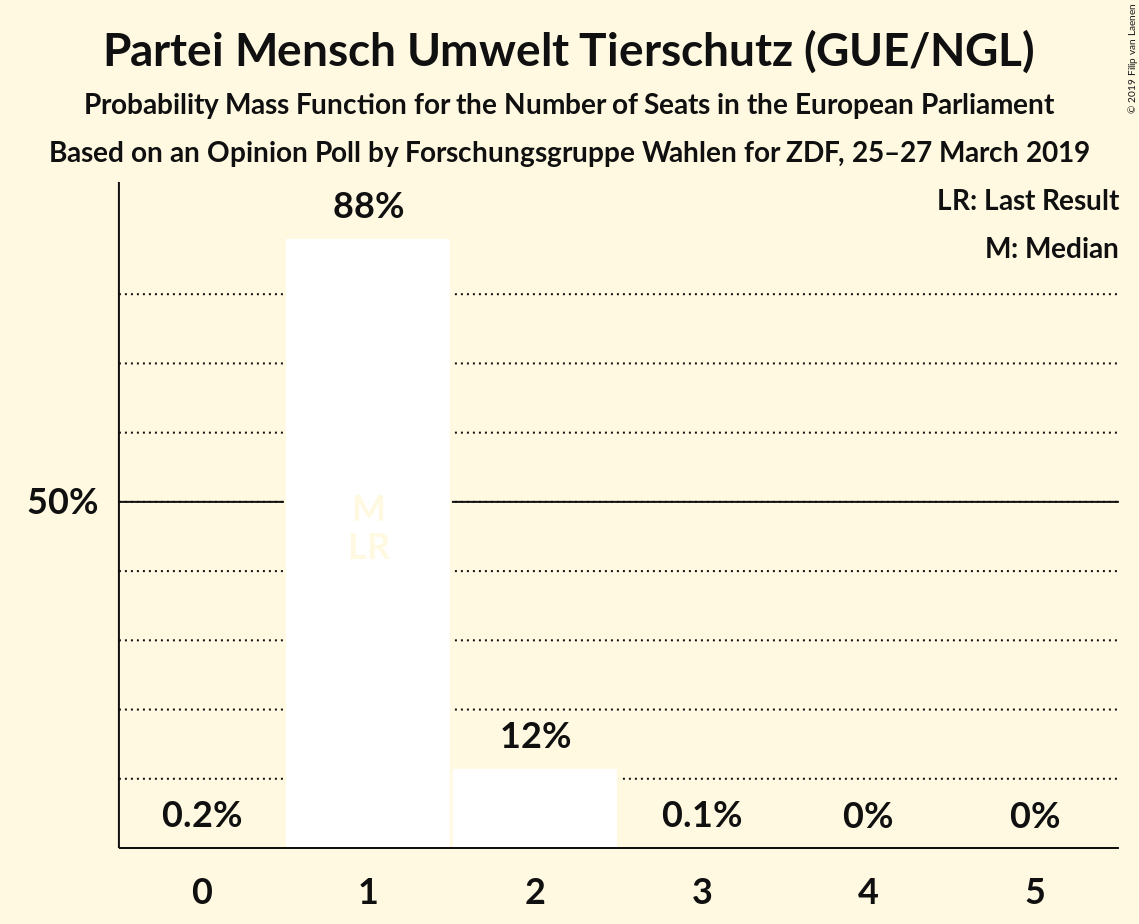 Partei Mensch Umwelt Tierschutz (GUE/NGL)
Probability Mass Function for the Number of Seats in the European Parliament
Based on an Opinion Poll by Forschungsgruppe Wahlen for ZDF, 25–27 March 2019
© 2019 Filip van Laenen
LR: Last Result
M: Median
88%
50%
M
LR
12%
0.2%
0.1%
0%
0%
0 1 2 3 4 5